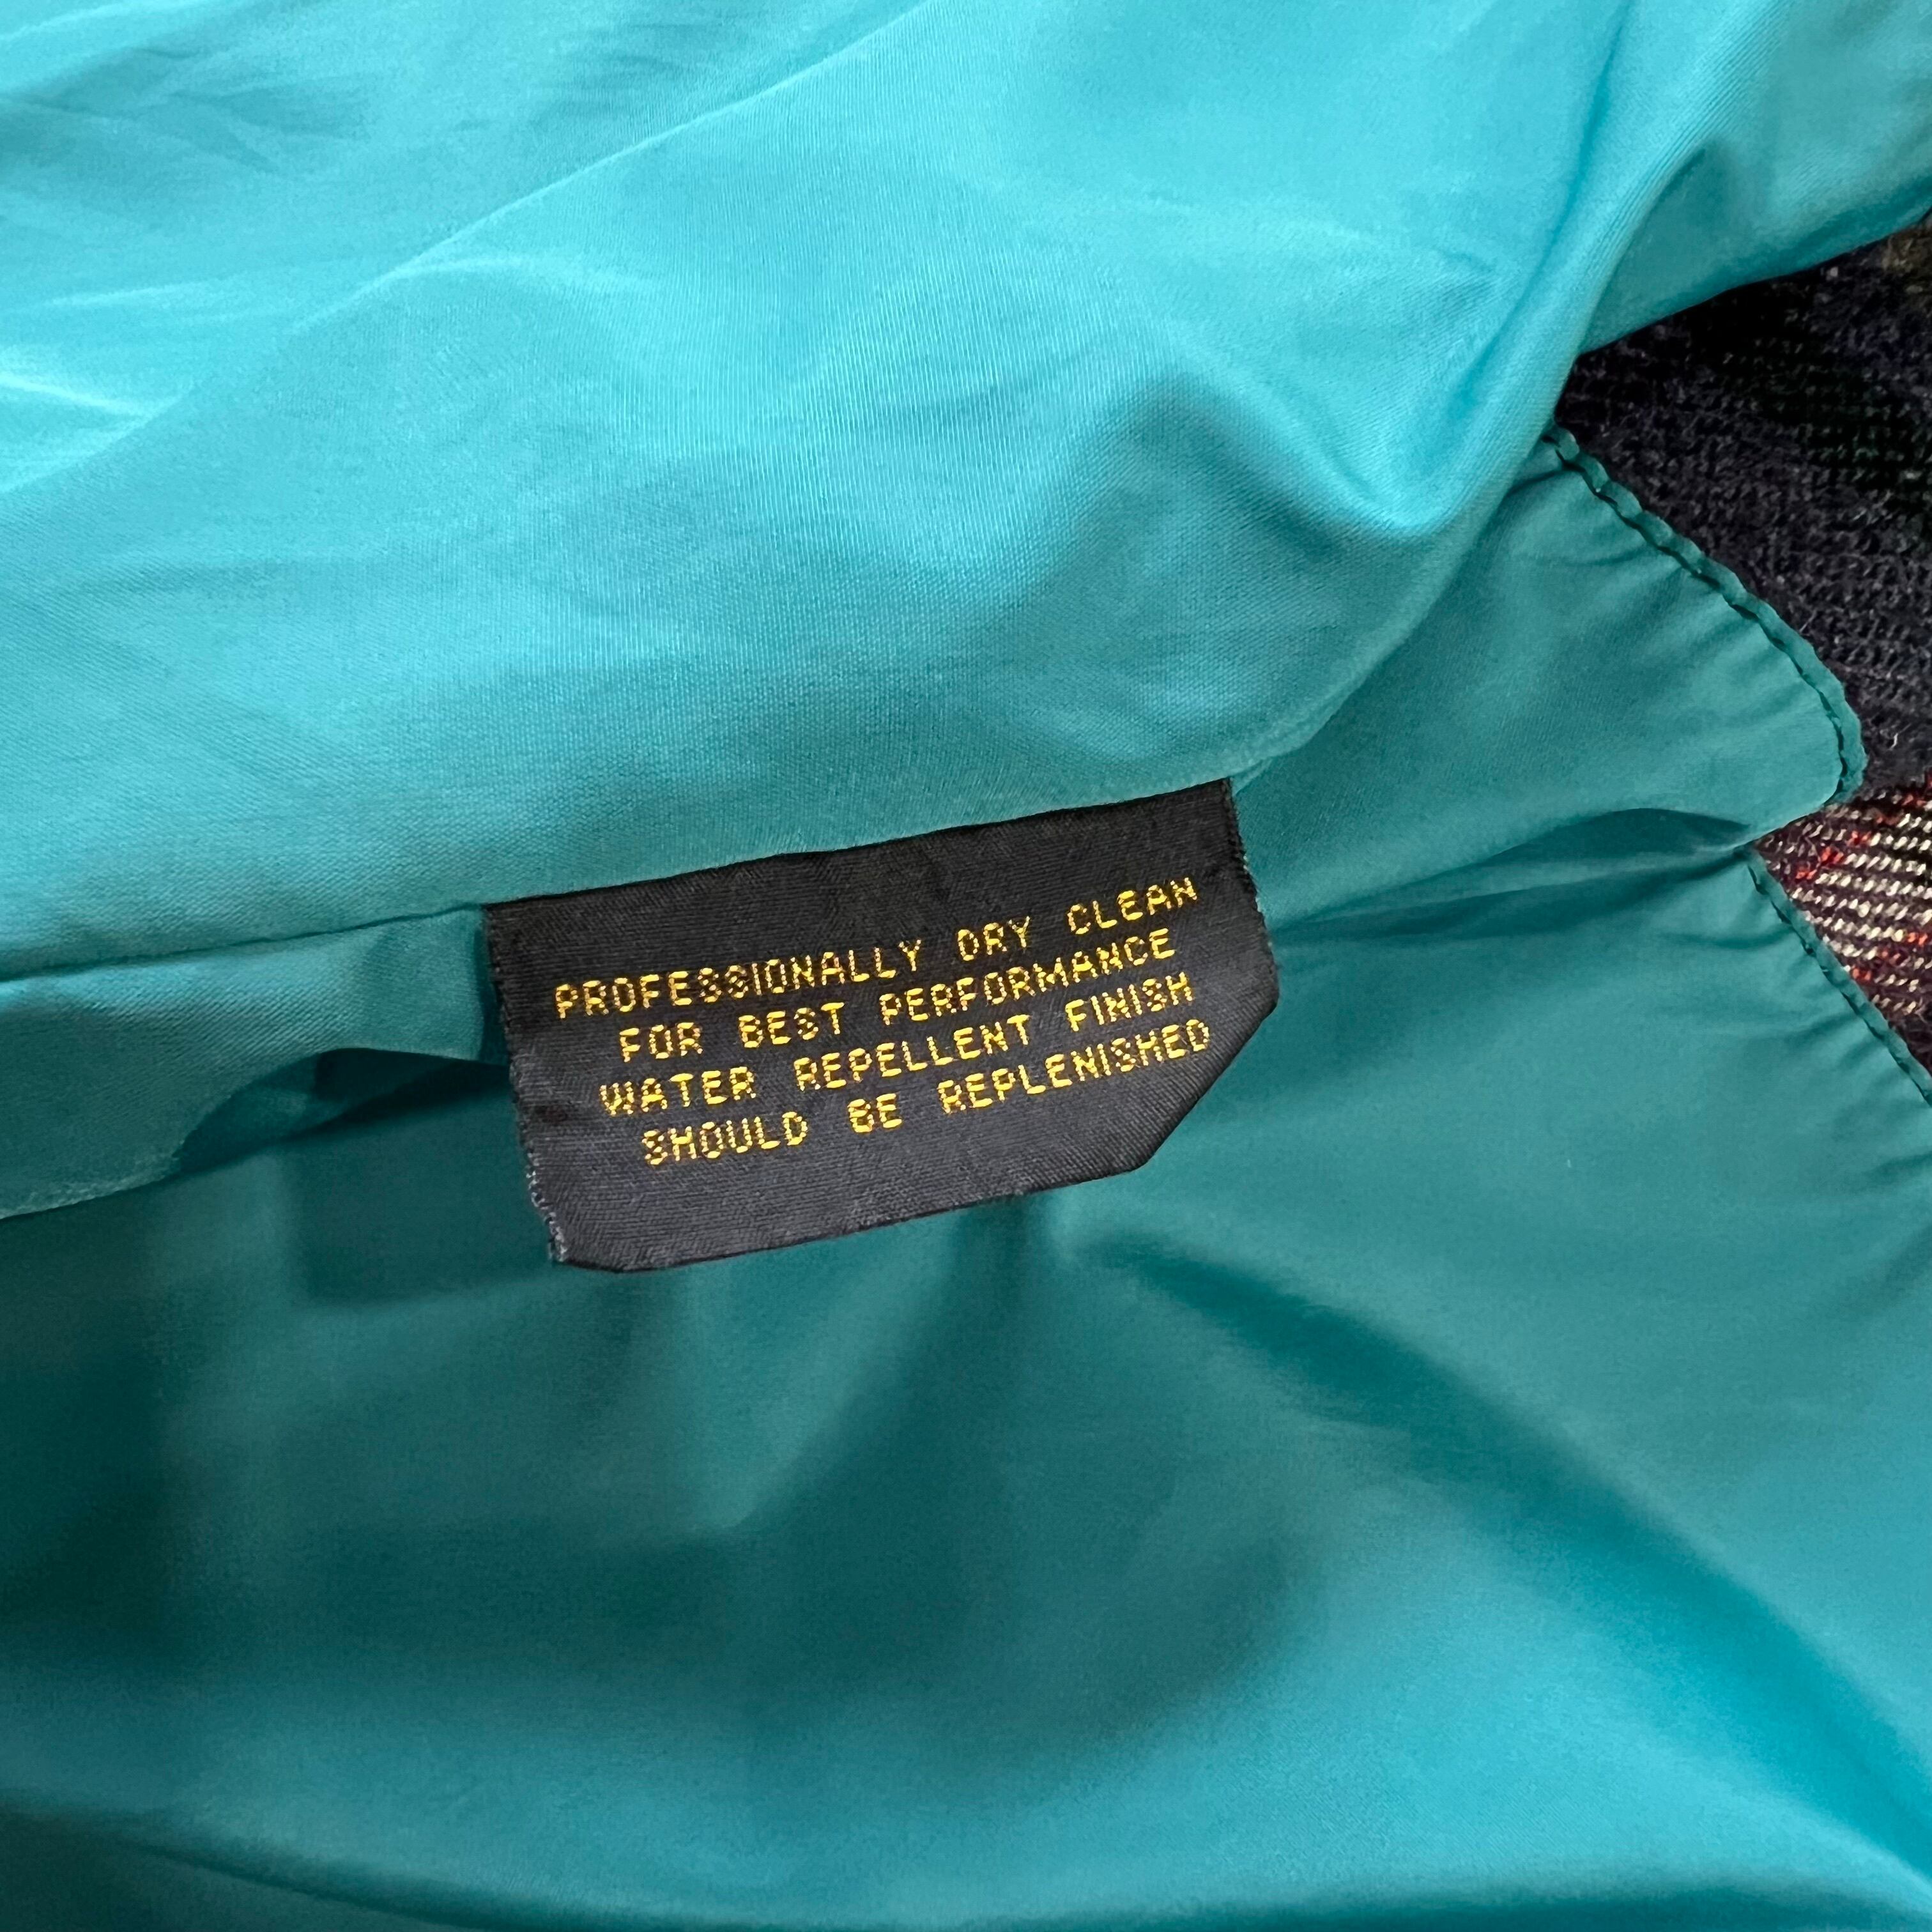 PROFESSIONALLY DRY CLEAN
FOR BEST PERFORMANCE
WATER REPELLENT FINISH
SHOULD BE REPLENISHED